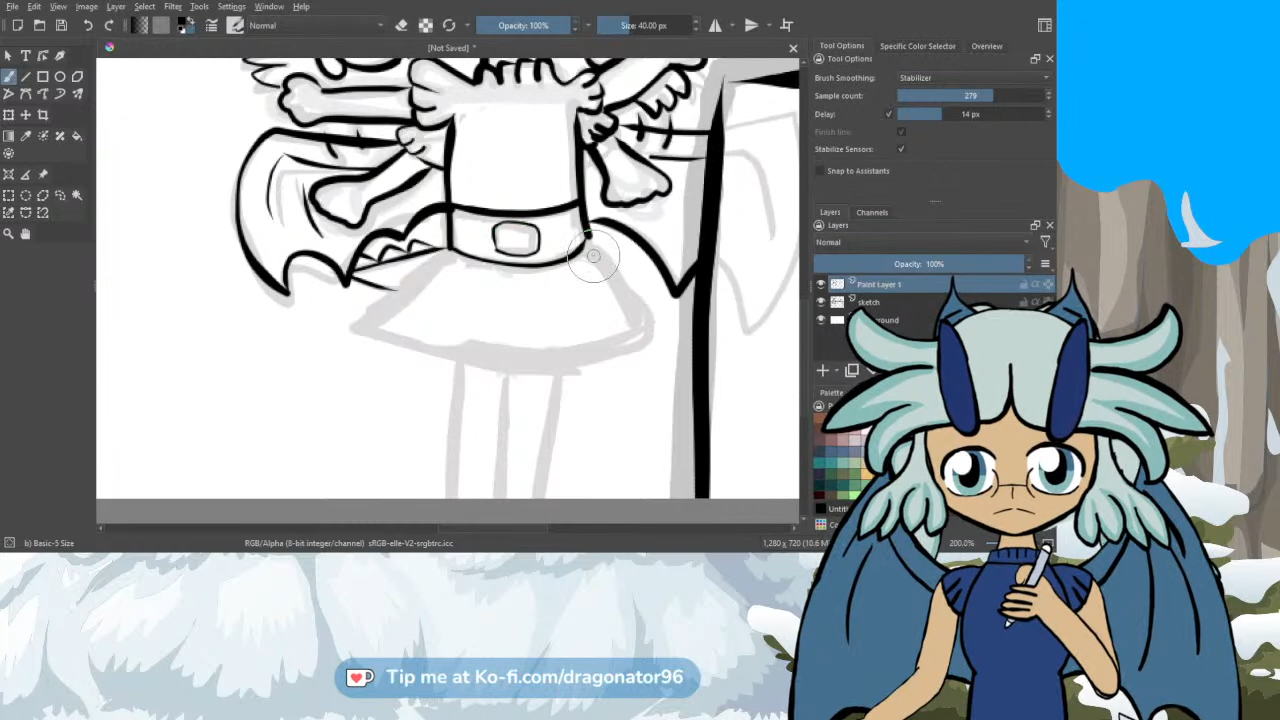 File Edit View Image Layer Select Filter Tools Settings Window Help
Normal
Opacity: 100%
Size: 40.00 px
[Not Saved] *
Tool Options Specific Color Selector Overview
Tool Options
Brush Smoothing: Stabilizer
Sample count: 279
Delay: 14 px
Finish line:
Stabilize Sensors:
Snap to Assistants
Layers Channels
Layers
Normal
Opacity: 100%
Paint Layer 1
sketch
Palette
b) Basic-5 Size
RGB/Alpha (8-bit integer/channel) sRGB-elle-V2-srgbtrc.icc
200.0%
Tip me at Ko-fi.com/dragonator96